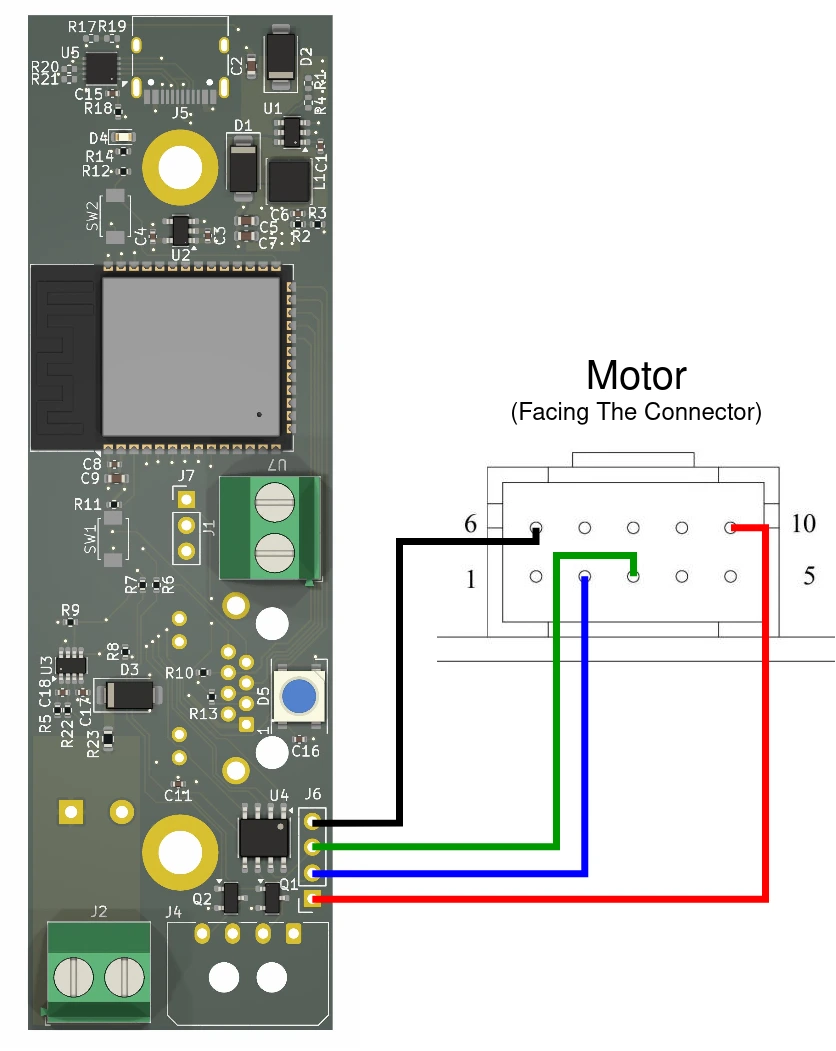 R17 R19
U5
R20
R21
C15
R18
J5
C2
D2
R1
R4
U1
D4
R14
R12
D1
C1
L1
SW2
C4
U2
C3
C6
R3
C5
R2
C7
C8
C9
R11
SW1
J7
U7
J1
R7
R6
R9
R8
U3
D3
R10
C18
C17
R5
R22
R23
R13
D5
1
C16
C11
U4
J6
Q2
Q1
J2
J4
Motor
(Facing The Connector)
6
10
1
5